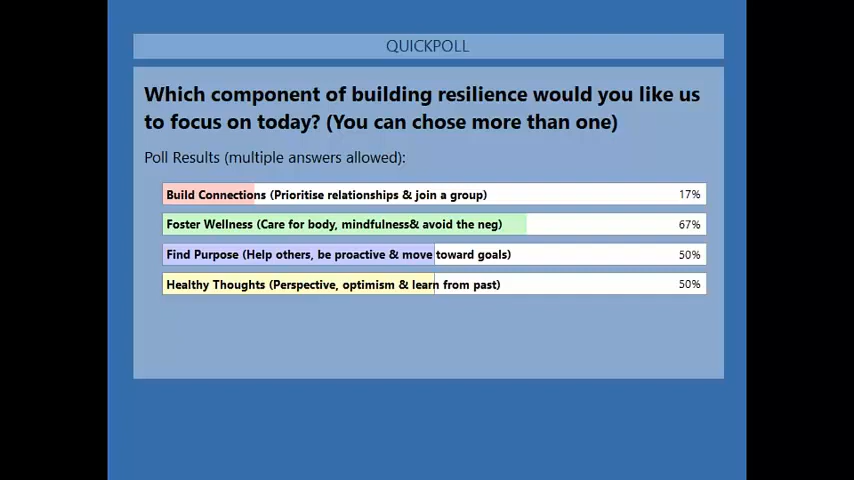 QUICKPOLL
Which component of building resilience would you like us
to focus on today? (You can chose more than one)
Poll Results (multiple answers allowed):
Build Connections (Prioritise relationships & join a group) 17%
Foster Wellness (Care for body, mindfulness& avoid the neg) 67%
Find Purpose (Help others, be proactive & move toward goals) 50%
Healthy Thoughts (Perspective, optimism & learn from past) 50%